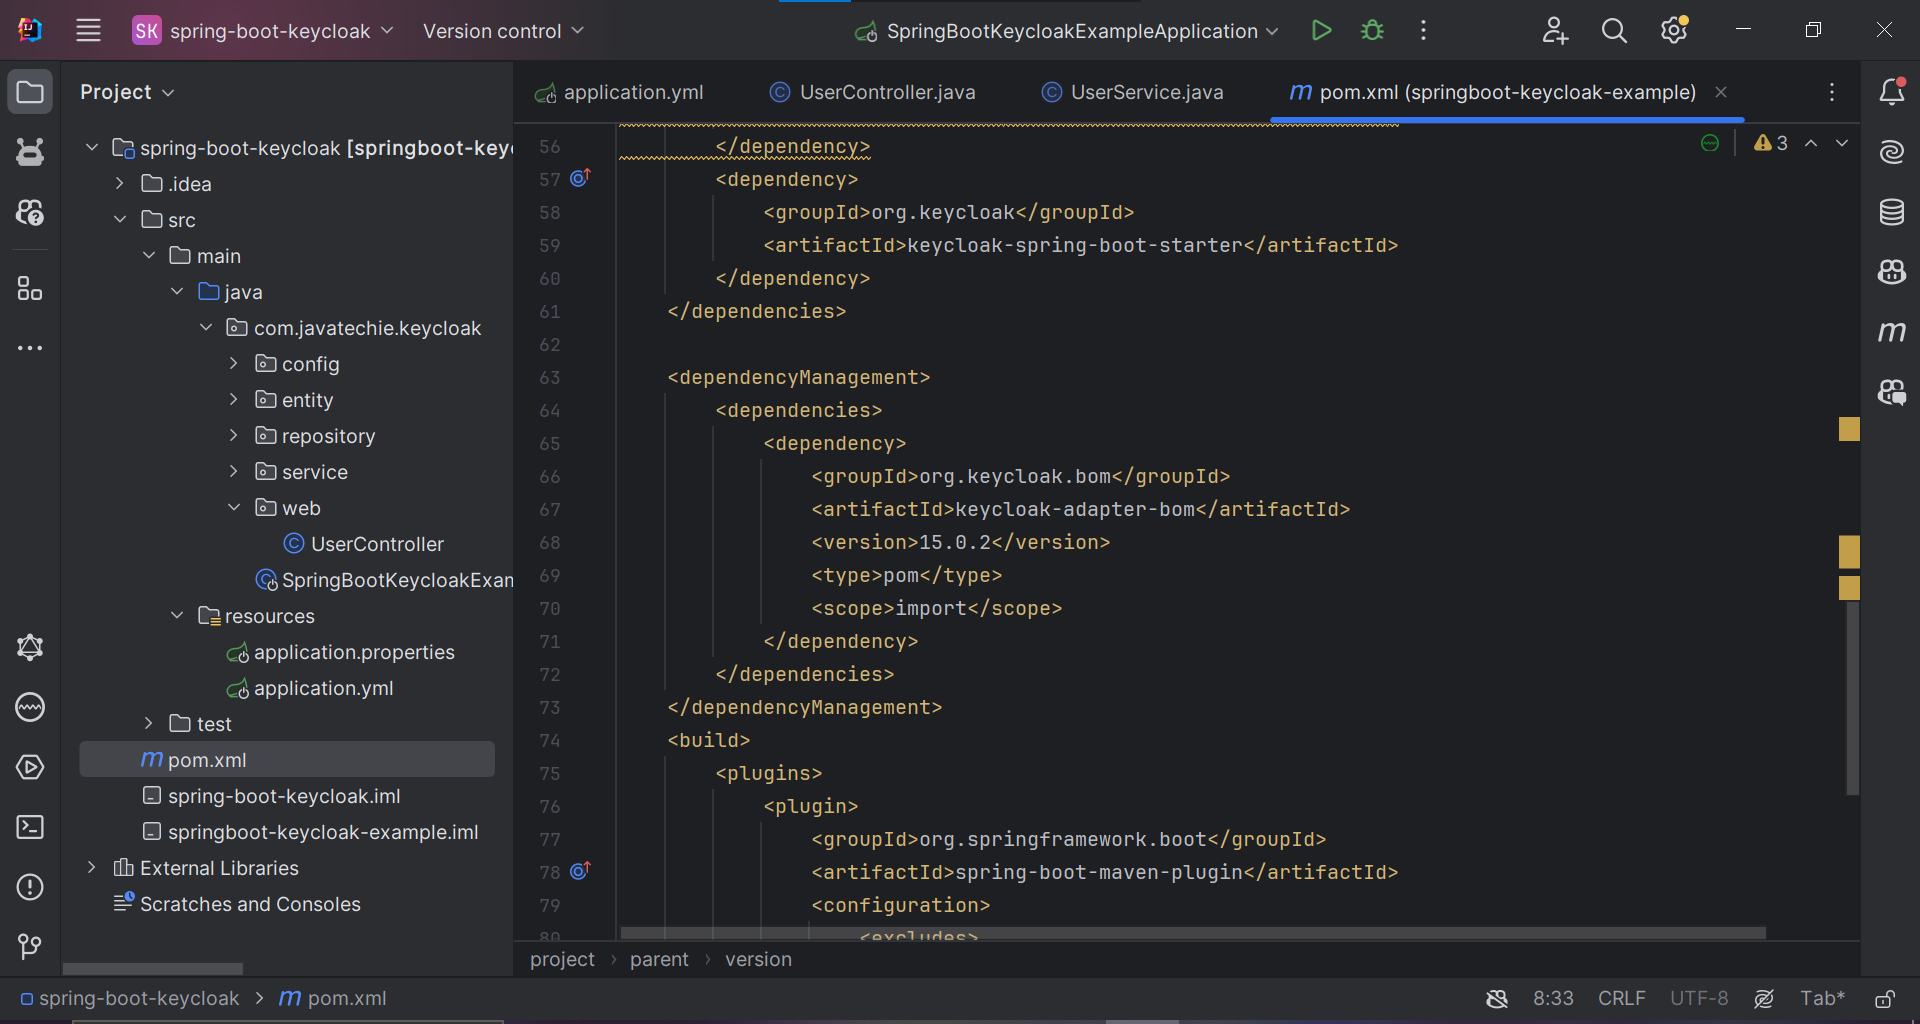 SK spring-boot-keycloak Version control SpringBootKeycloakExampleApplication
Project
application.yml UserController.java UserService.java m pom.xml (springboot-keycloak-example)
3
spring-boot-keycloak [springboot-key
.idea
src
main
java
com.javatechie.keycloak
config
entity
repository
service
web
UserController
SpringBootKeycloakExam
resources
application.properties
application.yml
test
m pom.xml
spring-boot-keycloak.iml
springboot-keycloak-example.iml
External Libraries
Scratches and Consoles
56 </dependency>
57 <dependency>
58 <groupId>org.keycloak</groupId>
59 <artifactId>keycloak-spring-boot-starter</artifactId>
60 </dependency>
61 </dependencies>
62
63 <dependencyManagement>
64 <dependencies>
65 <dependency>
66 <groupId>org.keycloak.bom</groupId>
67 <artifactId>keycloak-adapter-bom</artifactId>
68 <version>15.0.2</version>
69 <type>pom</type>
70 <scope>import</scope>
71 </dependency>
72 </dependencies>
73 </dependencyManagement>
74 <build>
75 <plugins>
76 <plugin>
77 <groupId>org.springframework.boot</groupId>
78 <artifactId>spring-boot-maven-plugin</artifactId>
79 <configuration>
80 <excludes>
project > parent > version
spring-boot-keycloak > m pom.xml 8:33 CRLF UTF-8 Tab*